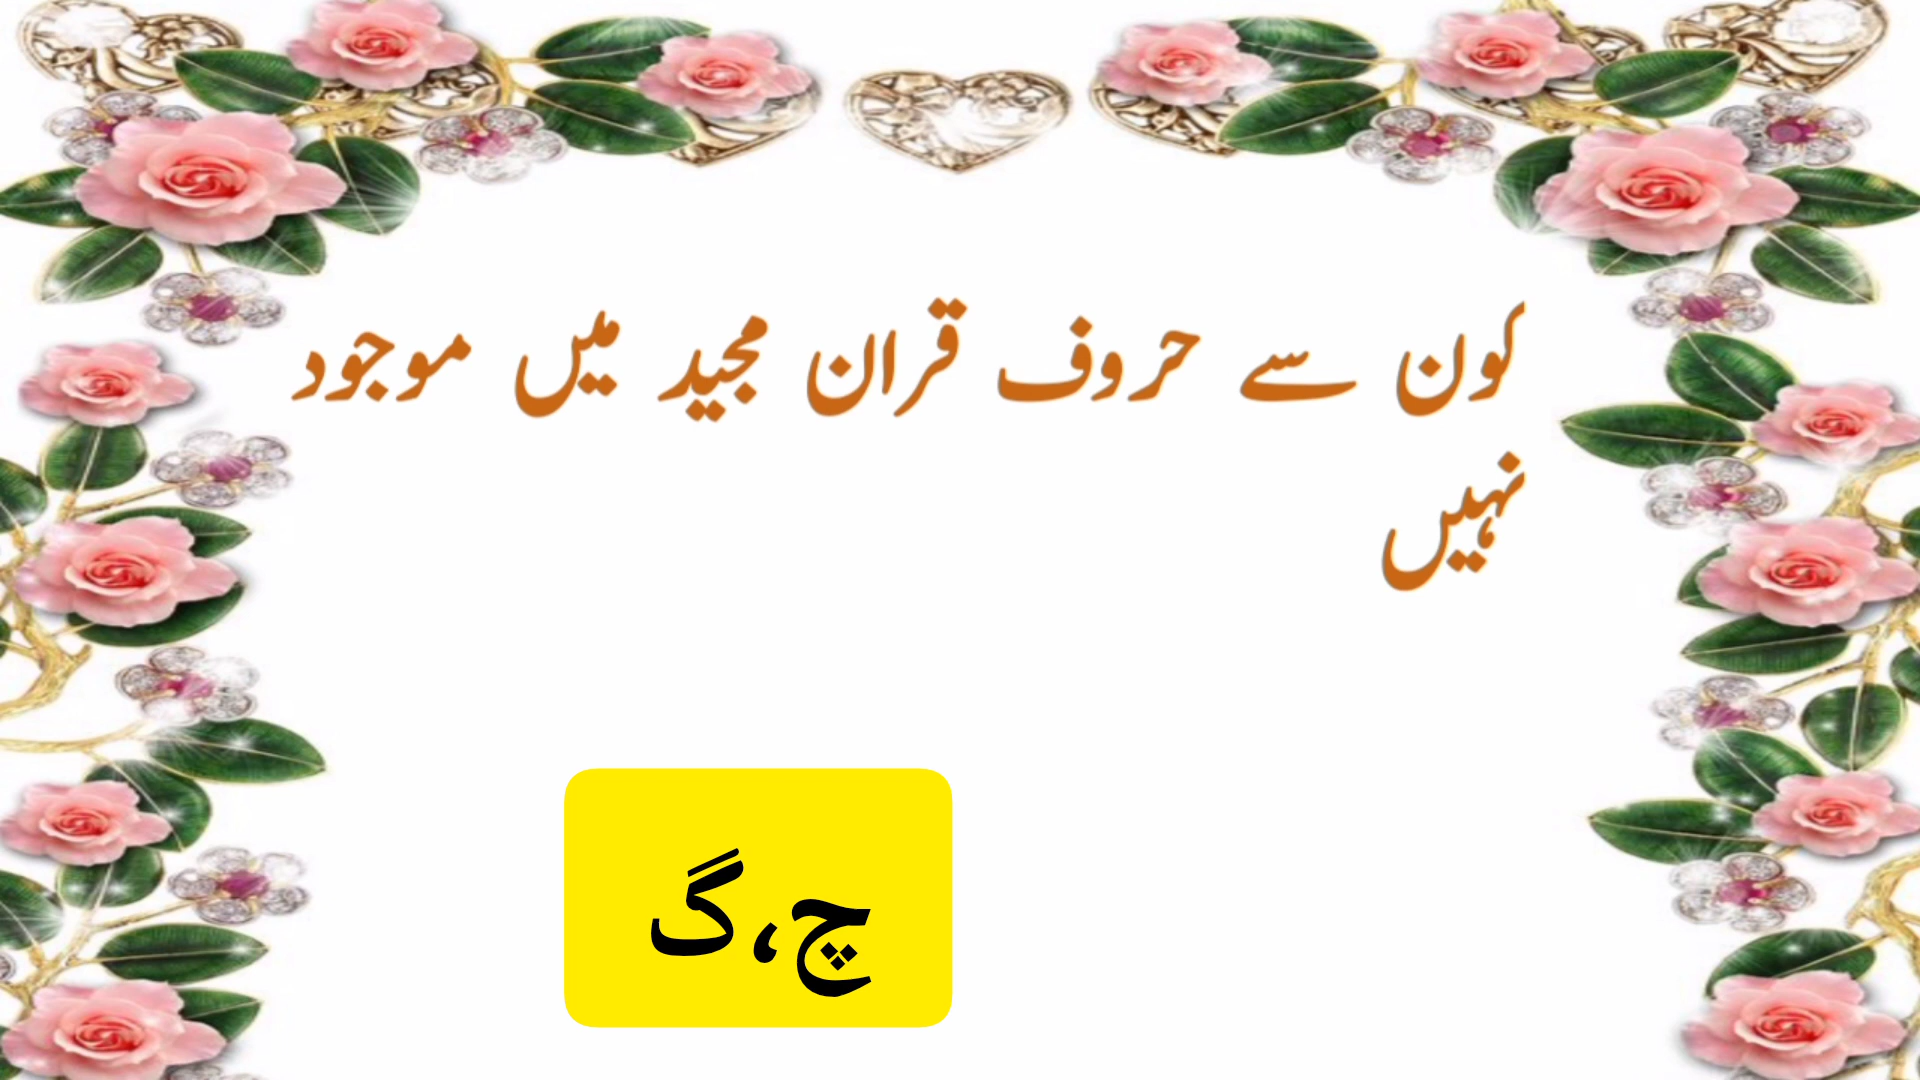 کون سے حروف قران مجید میں موجود
نہیں
چ،گ